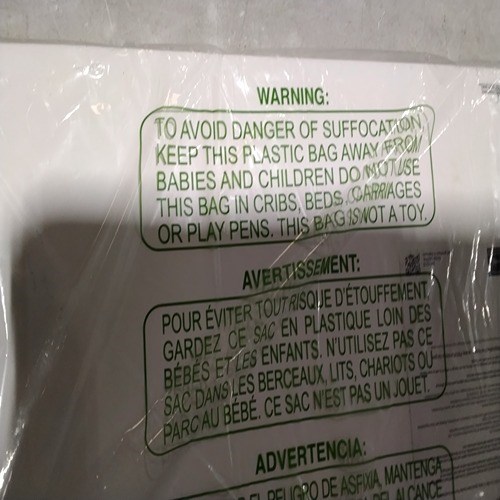 WARNING:
TO AVOID DANGER OF SUFFOCATION
KEEP THIS PLASTIC BAG AWAY FROM
BABIES AND CHILDREN DO NOT USE
THIS BAG IN CRIBS, BEDS, CARRIAGES
OR PLAY PENS. THIS BAG IS NOT A TOY.
AVERTISSEMENT:
POUR ÉVITER TOUT RISQUE D'ÉTOUFFEMENT,
GARDEZ CE SAC EN PLASTIQUE LOIN DES
BÉBÉS ET LES ENFANTS. N'UTILISEZ PAS CE
SAC DANS LES BERCEAUX, LITS, CHARIOTS OU
PARC AU BÉBÉ. CE SAC N'EST PAS UN JOUET.
ADVERTENCIA:
EL PELIGRO DE ASFIXIA, MANTENGA
DEL ALCANCE